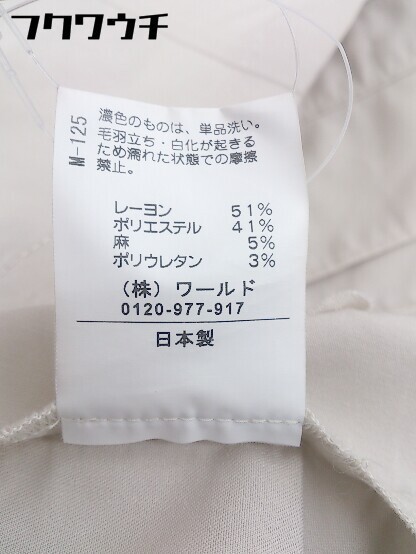 フクワウチ
M-125
濃色のものは、単品洗い。
毛羽立ち・白化が起きる
ため濡れた状態での摩擦
禁止。
レーヨン 51%
ポリエステル 41%
麻 5%
ポリウレタン 3%
(株) ワールド
0120-977-917
日本製